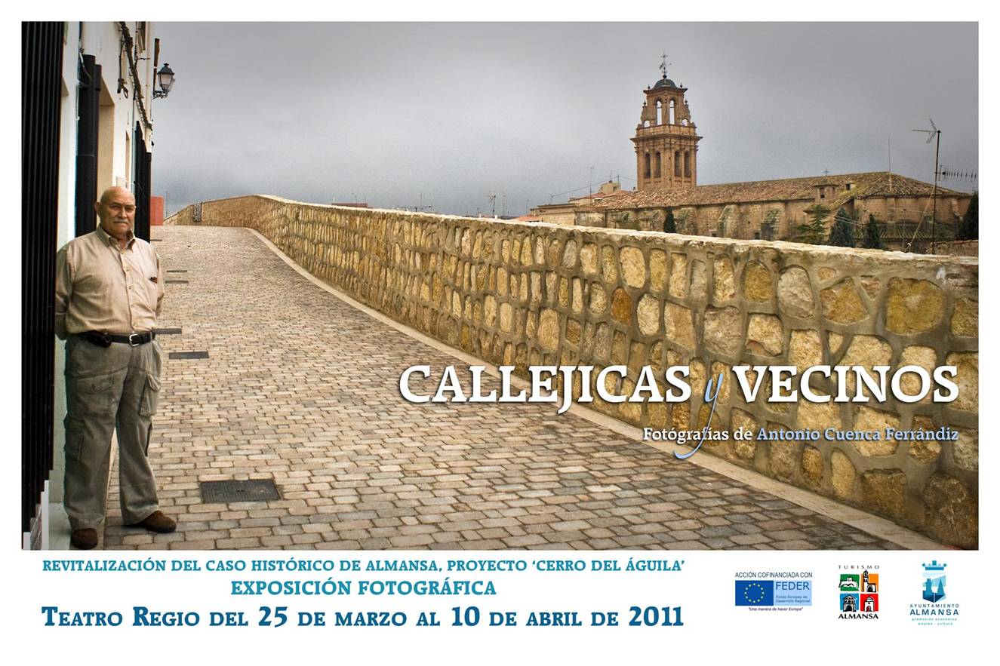 CALLEJICAS y VECINOS
Fotógrafías de Antonio Cuenca Ferrándiz
REVITALIZACIÓN DEL CASO HISTÓRICO DE ALMANSA, PROYECTO ‘CERRO DEL ÁGUILA’
EXPOSICIÓN FOTOGRÁFICA
TEATRO REGIO DEL 25 DE MARZO AL 10 DE ABRIL DE 2011
ACCIÓN COFINANCIADA CON
FEDER
Fondo Europeo de
Desarrollo Regional
"Una manera de hacer Europa"
TURISMO
ALMANSA
AYUNTAMIENTO
ALMANSA
promoción económica
empleo - cultura